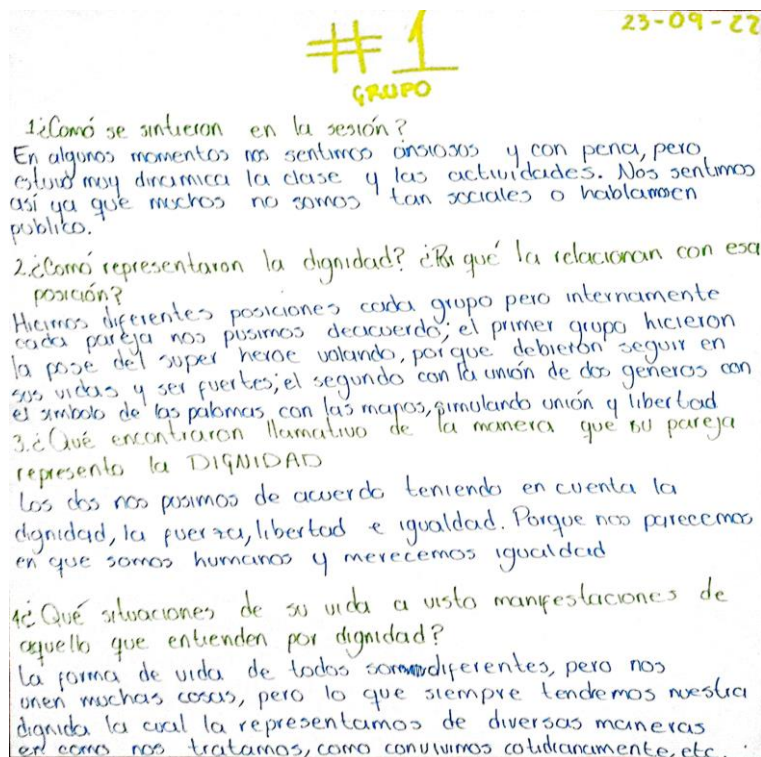 #1
23-09-22
GRUPO
1¿Comó se sintieron en la sesión?
En algunos momentos nos sentimos ansiosos y con pena, pero
estuvo muy dinamica la clase y las actividades. Nos sentimos
así ya que muchos no somos tan sociales o hablamos en
publico.
2.¿Comó representaron la dignidad? ¿Por qué la relacionan con esa
posición?
Hicimos diferentes posiciones cada grupo pero internamente
cada pareja nos pusimos deacuerdo; el primer grupo hicieron
la pose del super heroe volando, porque debieron seguir en
sus vidas y ser fuertes; el segundo con la unión de dos generos con
el simbolo de las palomas con las manos, simulando unión y libertad
3.¿Qué encontraron llamativo de la manera que su pareja
represento la DIGNIDAD
Los dos nos pusimos de acuerdo teniendo en cuenta la
dignidad, la fuerza, libertad e igualdad. Porque nos parecemos
en que somos humanos y merecemos igualdad
4¿Qué situaciones de su vida a visto manifestaciones de
aquello que entienden por dignidad?
La forma de vida de todos somos diferentes, pero nos
unen muchas cosas, pero lo que siempre tendemos nuestra
dignida la cual la representamos de diversas maneras
en como nos tratamos, como convivimos cotidianamente, etc.